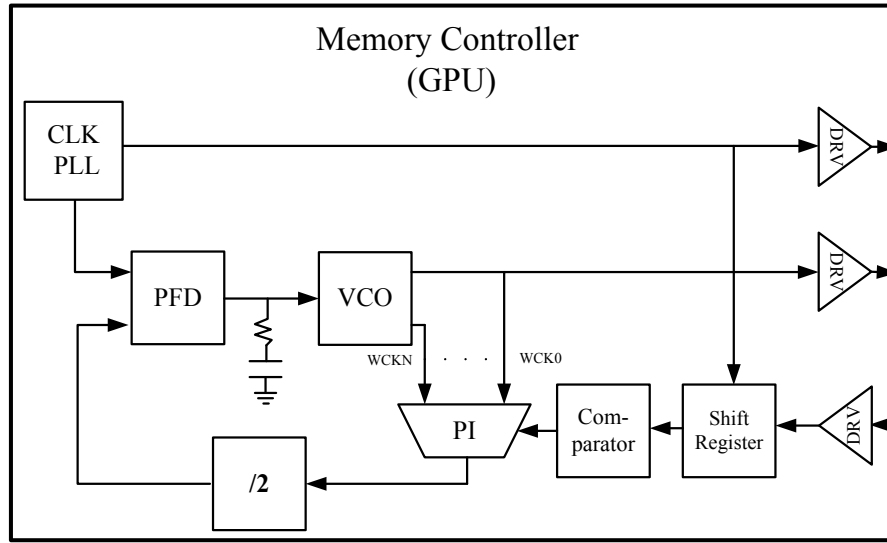 Memory Controller
(GPU)
CLK
PLL
DRV
PFD
VCO
DRV
WCKN . . . . WCK0
PI
Com-
parator
Shift
Register
DRV
/2